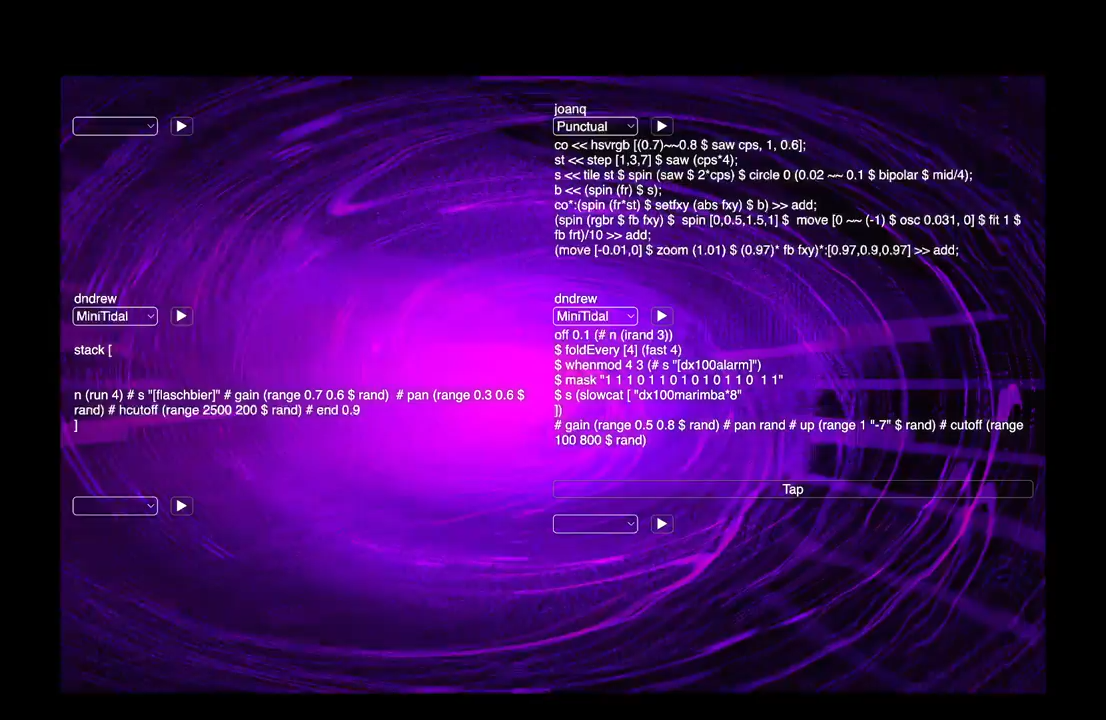 joanq
Punctual
co << hsvrgb [(0.7)~~0.8 $ saw cps, 1, 0.6];
st << step [1,3,7] $ saw (cps*4);
s << tile st $ spin (saw $ 2*cps) $ circle 0 (0.02 ~~ 0.1 $ bipolar $ mid/4);
b << (spin (fr) $ s);
co*:(spin (fr*st) $ setfxy (abs fxy) $ b) >> add;
(spin (rgbr $ fb fxy) $  spin [0,0.5,1.5,1] $  move [0 ~~ (-1) $ osc 0.031, 0] $ fit 1 $
fb frt)/10 >> add;
(move [-0.01,0] $ zoom (1.01) $ (0.97)* fb fxy)*:[0.97,0.9,0.97] >> add;
dndrew
MiniTidal
stack [
n (run 4) # s "[flaschbier]" # gain (range 0.7 0.6 $ rand)  # pan (range 0.3 0.6 $
rand) # hcutoff (range 2500 200 $ rand) # end 0.9
]
dndrew
MiniTidal
off 0.1 (# n (irand 3))
$ foldEvery [4] (fast 4)
$ whenmod 4 3 (# s "[dx100alarm]")
$ mask "1 1 1 0 1 1 0 1 0 1 0 1 1 0  1 1"
$ s (slowcat [ "dx100marimba*8"
])
# gain (range 0.5 0.8 $ rand) # pan rand # up (range 1 "-7" $ rand) # cutoff (range
100 800 $ rand)
Tap